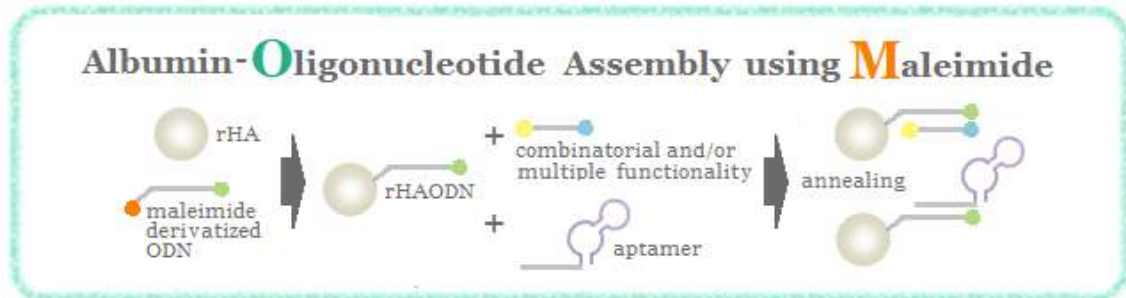 Albumin-Oligonucleotide Assembly using Maleimide
rHA
maleimide
derivatized
ODN
rHAODN
+
combinatorial and/or
multiple functionality
+
aptamer
annealing